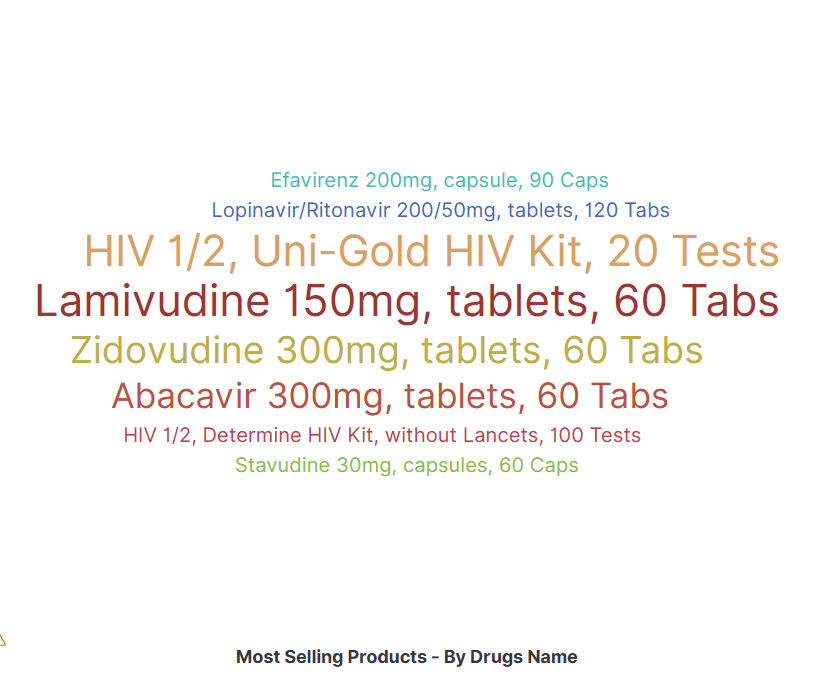 Efavirenz 200mg, capsule, 90 Caps
Lopinavir/Ritonavir 200/50mg, tablets, 120 Tabs
HIV 1/2, Uni-Gold HIV Kit, 20 Tests
Lamivudine 150mg, tablets, 60 Tabs
Zidovudine 300mg, tablets, 60 Tabs
Abacavir 300mg, tablets, 60 Tabs
HIV 1/2, Determine HIV Kit, without Lancets, 100 Tests
Stavudine 30mg, capsules, 60 Caps
Most Selling Products - By Drugs Name